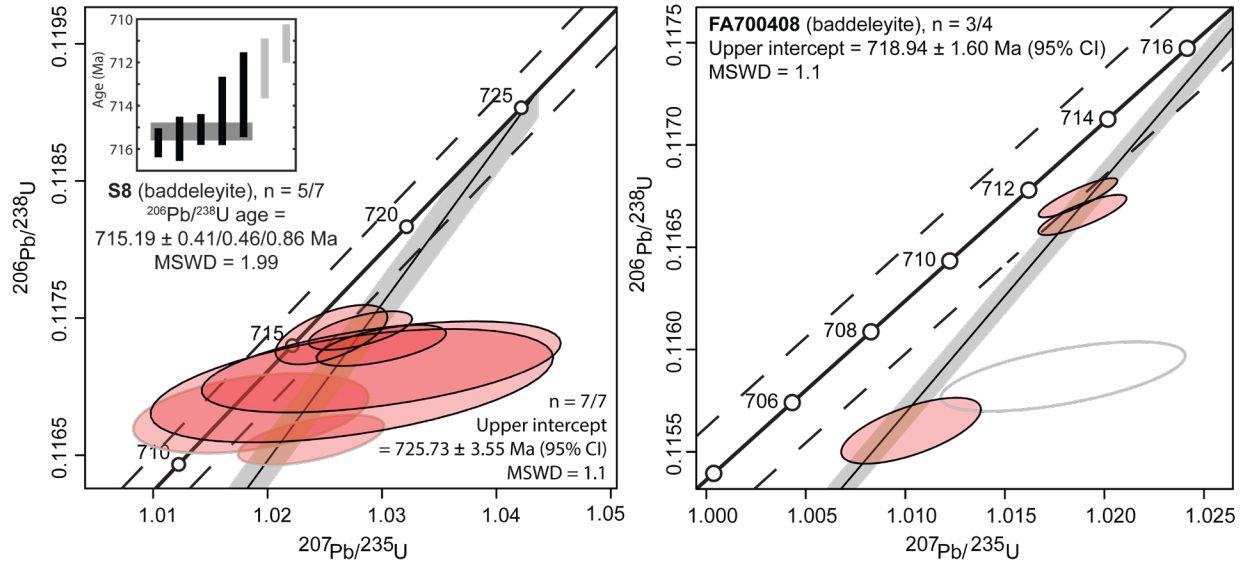 0.1195
0.1185
0.1175
0.1165
²⁰⁶Pb/²³⁸U
710
712
714
716
Age (Ma)
S8 (baddeleyite), n = 5/7
²⁰⁶Pb/²³⁸U age =
715.19 ± 0.41/0.46/0.86 Ma
MSWD = 1.99
725
720
715
710
n = 7/7
Upper intercept
= 725.73 ± 3.55 Ma (95% CI)
MSWD = 1.1
1.01
1.02
1.03
1.04
1.05
²⁰⁷Pb/²³⁵U
FA700408 (baddeleyite), n = 3/4
Upper intercept = 718.94 ± 1.60 Ma (95% CI)
MSWD = 1.1
0.1175
0.1170
0.1165
0.1160
0.1155
²⁰⁶Pb/²³⁸U
716
714
712
710
708
706
1.000
1.005
1.010
1.015
1.020
1.025
²⁰⁷Pb/²³⁵U